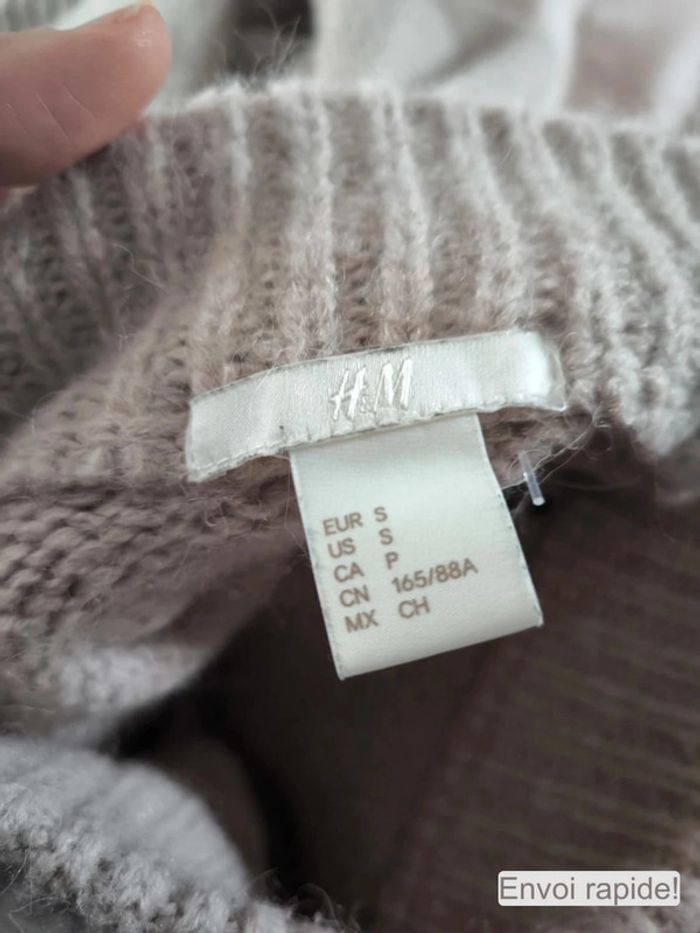 H&M
EUR S
US S
CA P
CN 165/88A
MX CH
Envoi rapide!